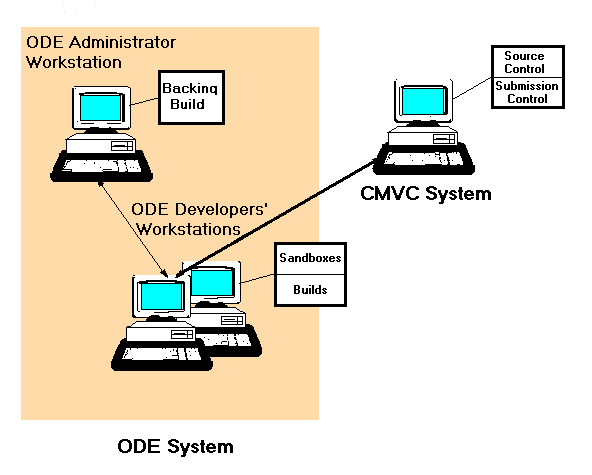 ODE Administrator
Workstation
Backing
Build
Source
Control
Submission
Control
CMVC System
ODE Developers'
Workstations
Sandboxes
Builds
ODE System